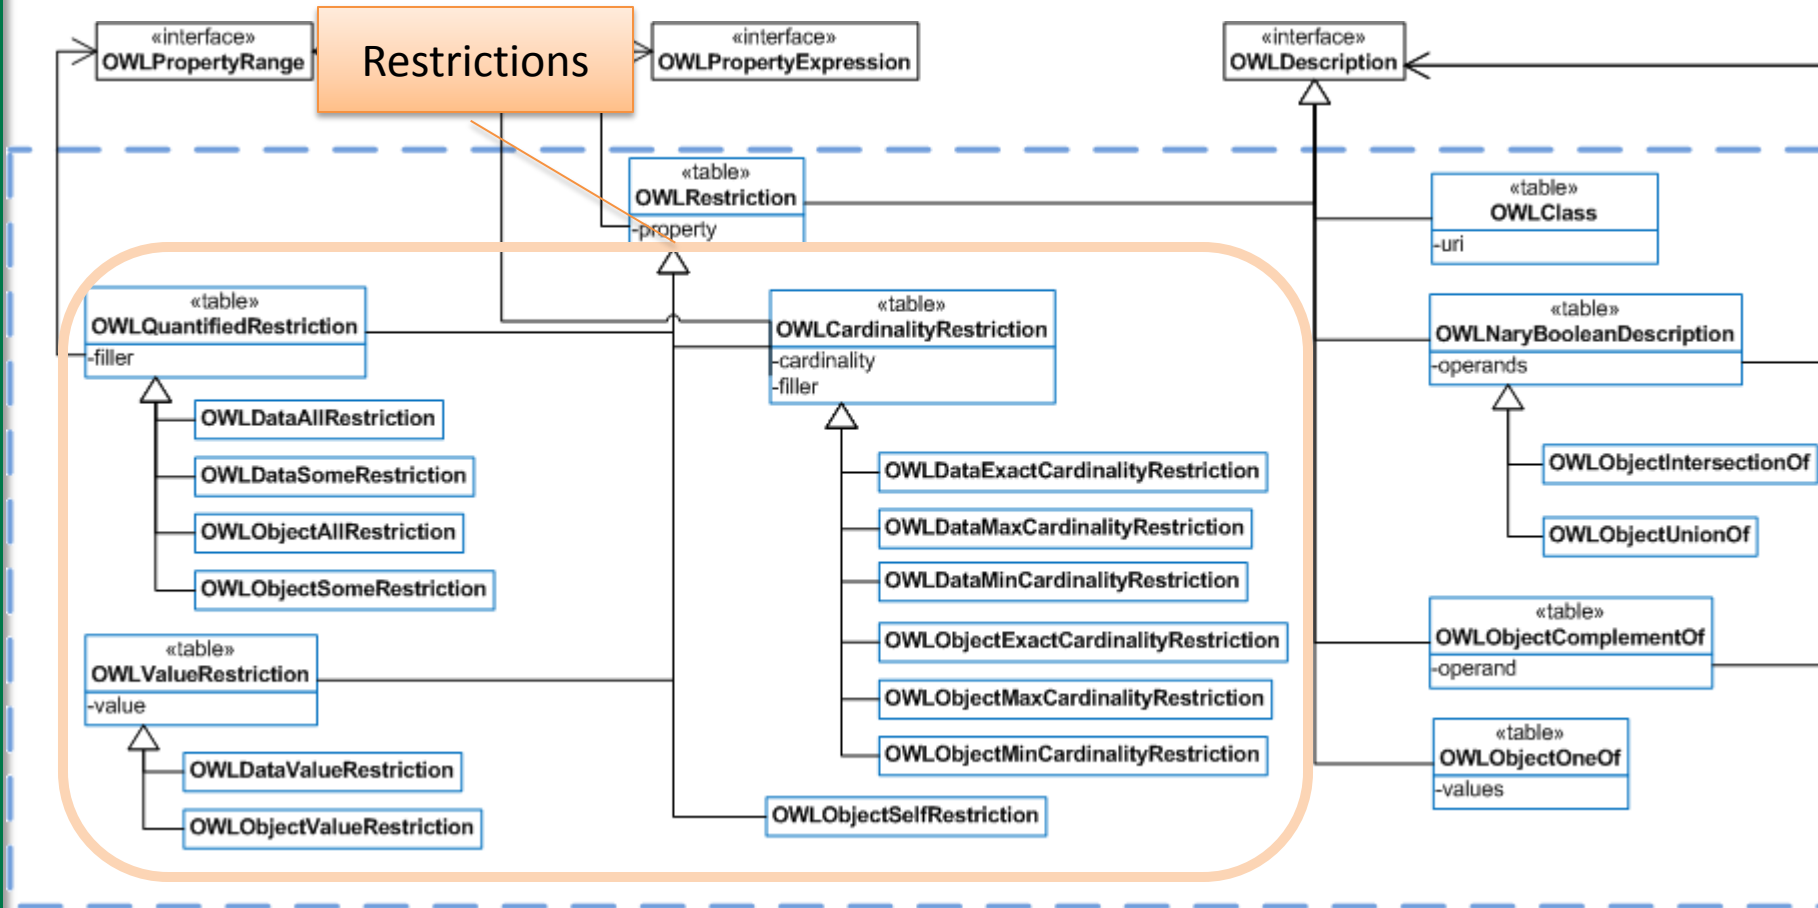 «interface»
OWLPropertyRange
Restrictions
«interface»
OWLPropertyExpression
«interface»
OWLDescription
«table»
OWLRestriction
-property
«table»
OWLClass
-uri
«table»
OWLQuantifiedRestriction
-filler
«table»
OWLCardinalityRestriction
-cardinality
-filler
«table»
OWLNaryBooleanDescription
-operands
OWLDataAllRestriction
OWLDataSomeRestriction
OWLObjectAllRestriction
OWLObjectSomeRestriction
OWLDataExactCardinalityRestriction
OWLDataMaxCardinalityRestriction
OWLDataMinCardinalityRestriction
OWLObjectExactCardinalityRestriction
OWLObjectMaxCardinalityRestriction
OWLObjectMinCardinalityRestriction
OWLObjectIntersectionOf
OWLObjectUnionOf
«table»
OWLValueRestriction
-value
OWLDataValueRestriction
OWLObjectValueRestriction
OWLObjectSelfRestriction
«table»
OWLObjectComplementOf
-operand
«table»
OWLObjectOneOf
-values